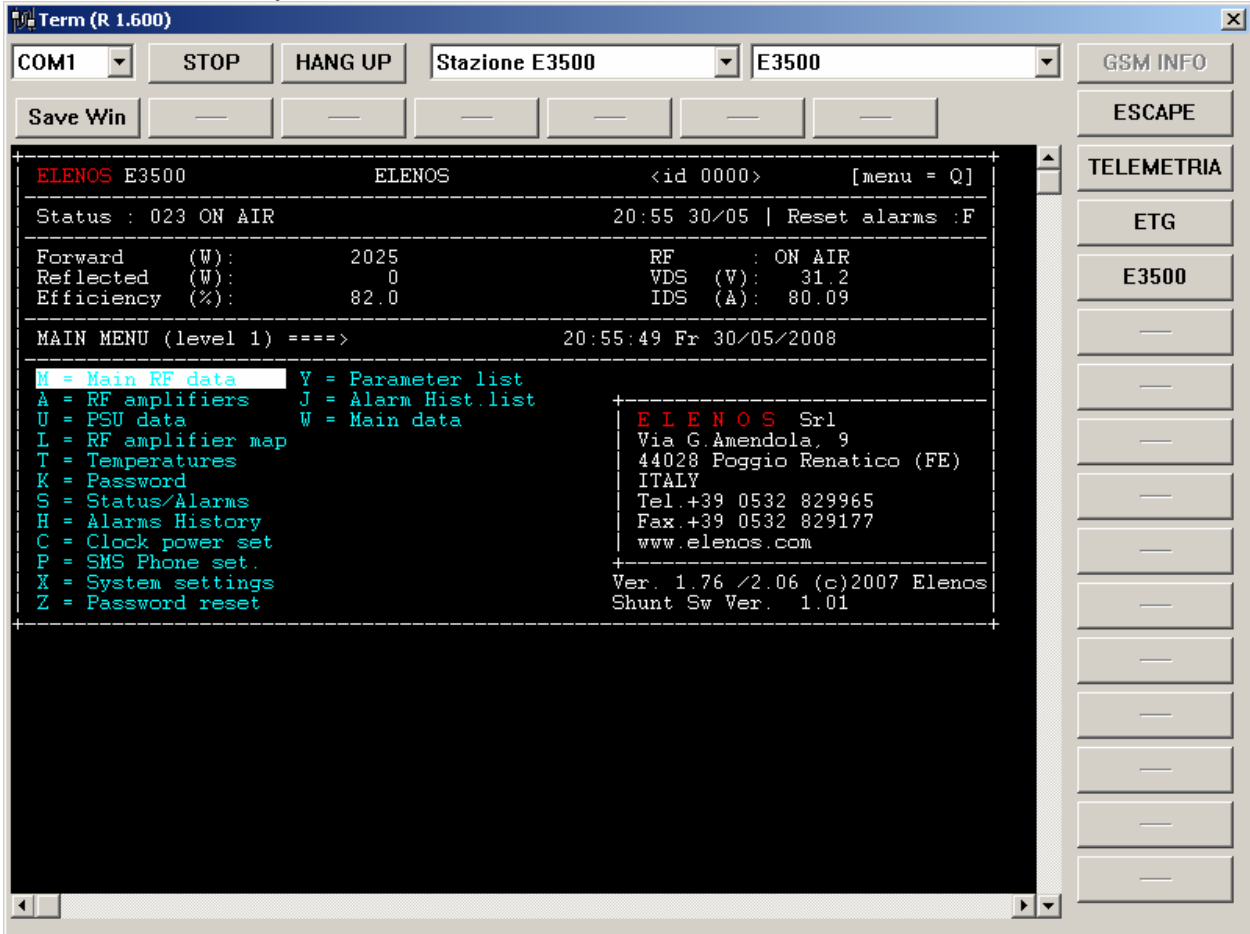 Term (R 1.600)
COM1 STOP HANG UP Stazione E3500 E3500 GSM INFO
Save Win ESCAPE
TELEMETRIA
ETG
E3500
ELENOS E3500 ELENOS <id 0000> [menu = Q]
Status : 023 ON AIR 20:55 30/05 | Reset alarms :F
Forward (W): 2025 RF : ON AIR
Reflected (W): 0 VDS (V): 31.2
Efficiency (%): 82.0 IDS (A): 80.09
MAIN MENU (level 1) ====> 20:55:49 Fr 30/05/2008
M = Main RF data Y = Parameter list
A = RF amplifiers J = Alarm Hist.list
U = PSU data W = Main data
L = RF amplifier map
T = Temperatures
K = Password
S = Status/Alarms
H = Alarms History
C = Clock power set
P = SMS Phone set.
X = System settings
Z = Password reset
E L E N O S Srl
Via G.Amendola, 9
44028 Poggio Renatico (FE)
ITALY
Tel.+39 0532 829965
Fax.+39 0532 829177
www.elenos.com
Ver. 1.76 /2.06 (c)2007 Elenos
Shunt Sw Ver. 1.01